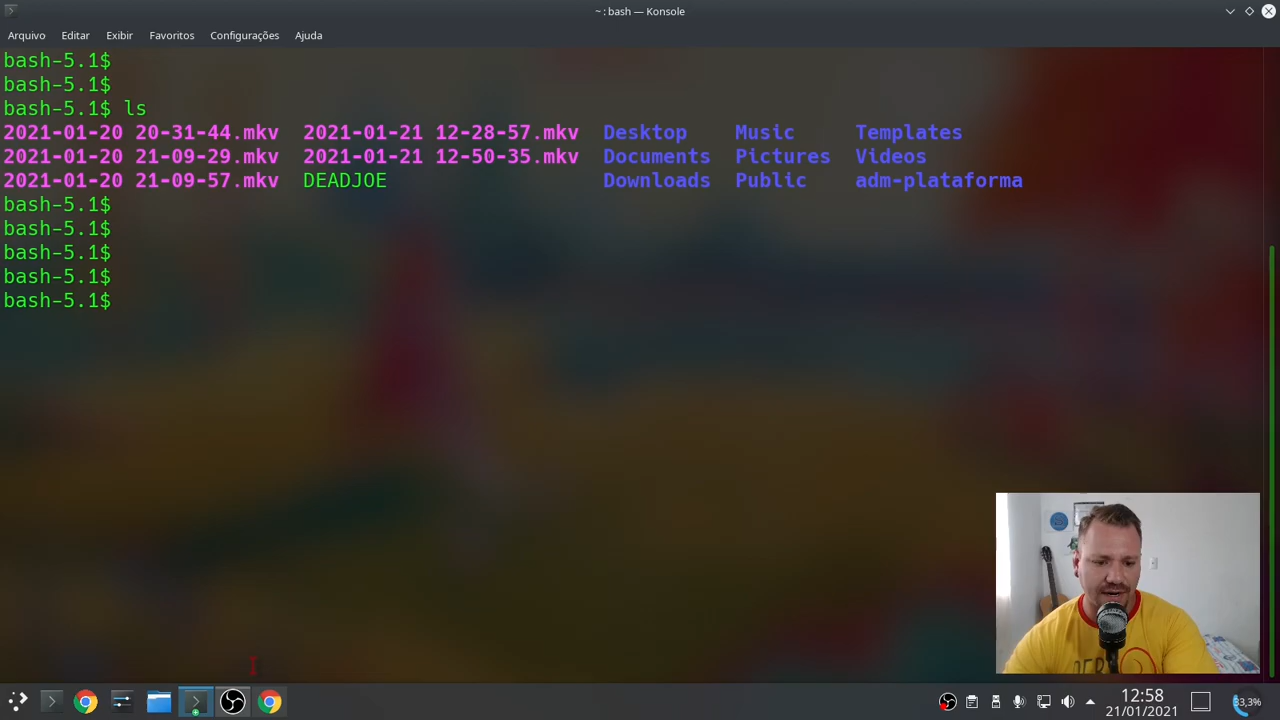 ~ : bash — Konsole
Arquivo Editar Exibir Favoritos Configurações Ajuda
bash-5.1$
bash-5.1$
bash-5.1$ ls
2021-01-20 20-31-44.mkv 2021-01-21 12-28-57.mkv Desktop Music Templates
2021-01-20 21-09-29.mkv 2021-01-21 12-50-35.mkv Documents Pictures Videos
2021-01-20 21-09-57.mkv DEADJOE Downloads Public adm-plataforma
bash-5.1$
bash-5.1$
bash-5.1$
bash-5.1$
bash-5.1$
12:58
21/01/2021
33,3%